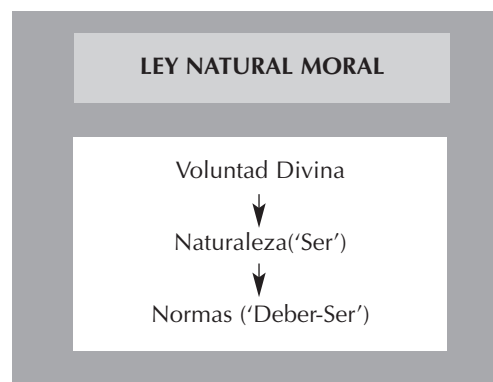 LEY NATURAL MORAL
Voluntad Divina
Naturaleza(‘Ser’)
Normas (‘Deber-Ser’)